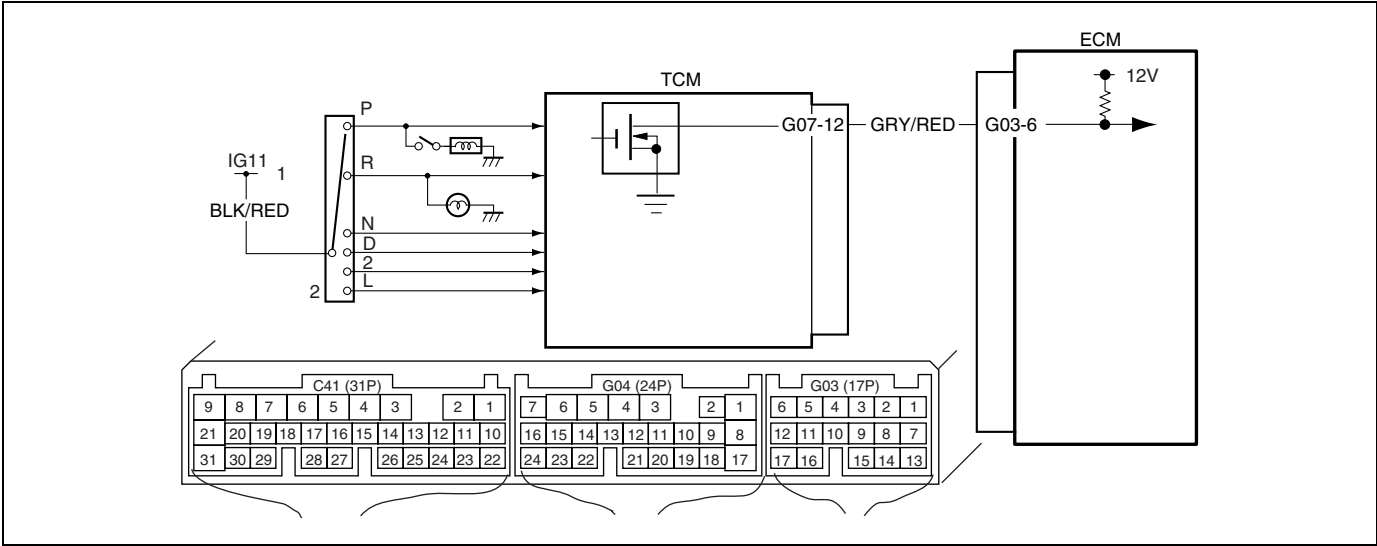 ECM
12V
TCM
P
G07-12
GRY/RED
G03-6
IG11
1
R
BLK/RED
N
D
2
L
2
C41 (31P)
G04 (24P)
G03 (17P)
9 8 7 6 5 4 3 2 1
7 6 5 4 3 2 1
6 5 4 3 2 1
21 20 19 18 17 16 15 14 13 12 11 10
16 15 14 13 12 11 10 9 8
12 11 10 9 8 7
31 30 29 28 27 26 25 24 23 22
24 23 22 21 20 19 18 17
17 16 15 14 13